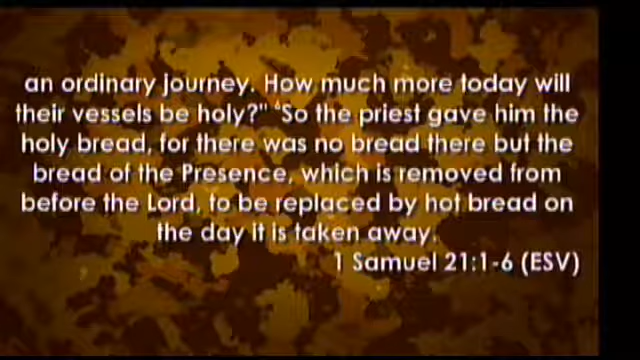 an ordinary journey. How much more today will
their vessels be holy?" ⁶So the priest gave him the
holy bread, for there was no bread there but the
bread of the Presence, which is removed from
before the Lord, to be replaced by hot bread on
the day it is taken away.
1 Samuel 21:1-6 (ESV)